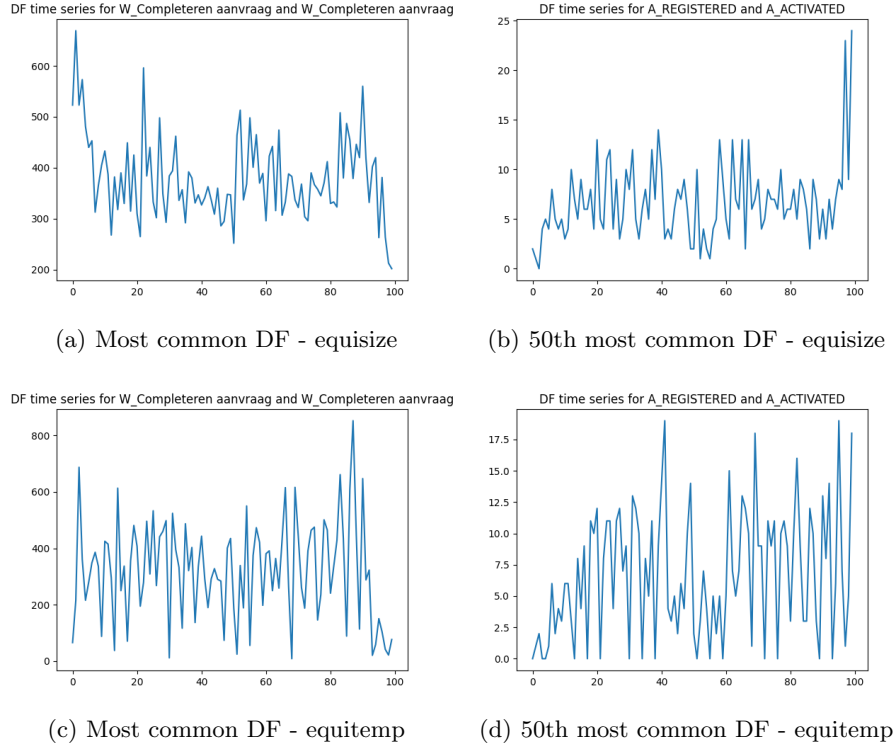 DF time series for W_Completeren aanvraag and W_Completeren aanvraag
600
500
400
300
200
0 20 40 60 80 100
(a) Most common DF - equisize
DF time series for A_REGISTERED and A_ACTIVATED
25
20
15
10
5
0
0 20 40 60 80 100
(b) 50th most common DF - equisize
DF time series for W_Completeren aanvraag and W_Completeren aanvraag
800
600
400
200
0
0 20 40 60 80 100
(c) Most common DF - equitemp
DF time series for A_REGISTERED and A_ACTIVATED
17.5
15.0
12.5
10.0
7.5
5.0
2.5
0.0
0 20 40 60 80 100
(d) 50th most common DF - equitemp